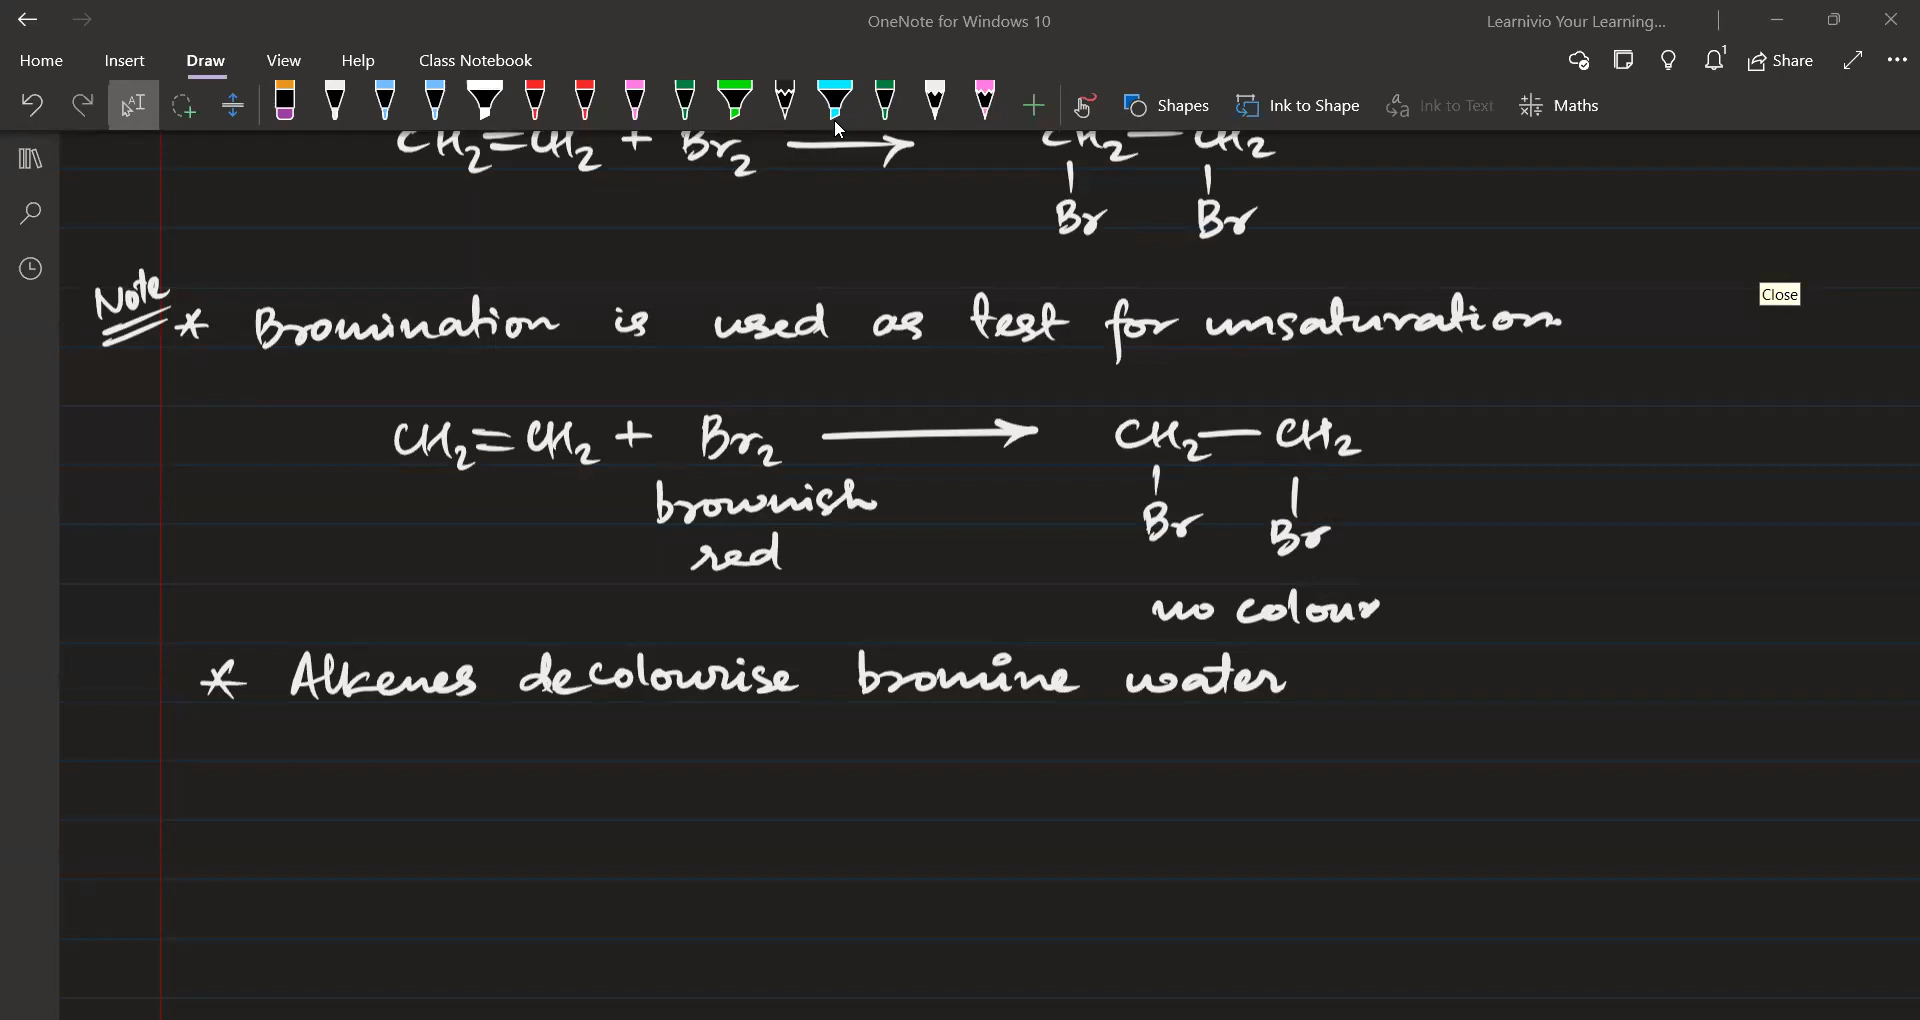 OneNote for Windows 10
Learnivio Your Learning...
Home Insert Draw View Help Class Notebook
1
Share
AI
Shapes Ink to Shape Ink to Text Maths
CH2=CH2 + Br2 ⟶ CH2—CH2
Br Br
Close
Note
* Bromination is used as test for unsaturation
CH2=CH2 + Br2 ⟶ CH2—CH2
brownish
Br Br
red
no colour
* Alkenes decolourise bromine water